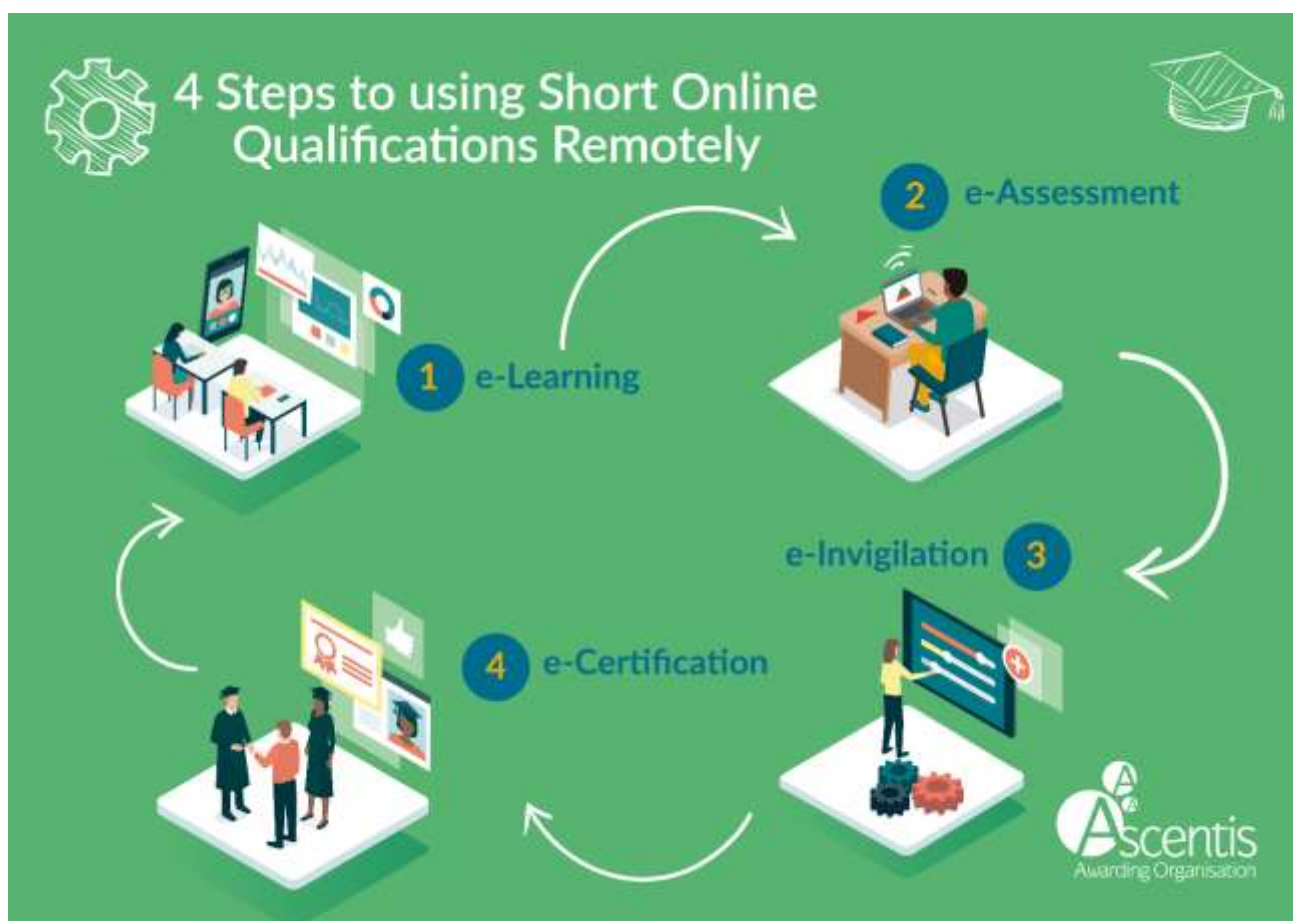 4 Steps to using Short Online
Qualifications Remotely
1 e-Learning
2 e-Assessment
e-Invigilation 3
4 e-Certification
A
A
Ascentis
Awarding Organisation